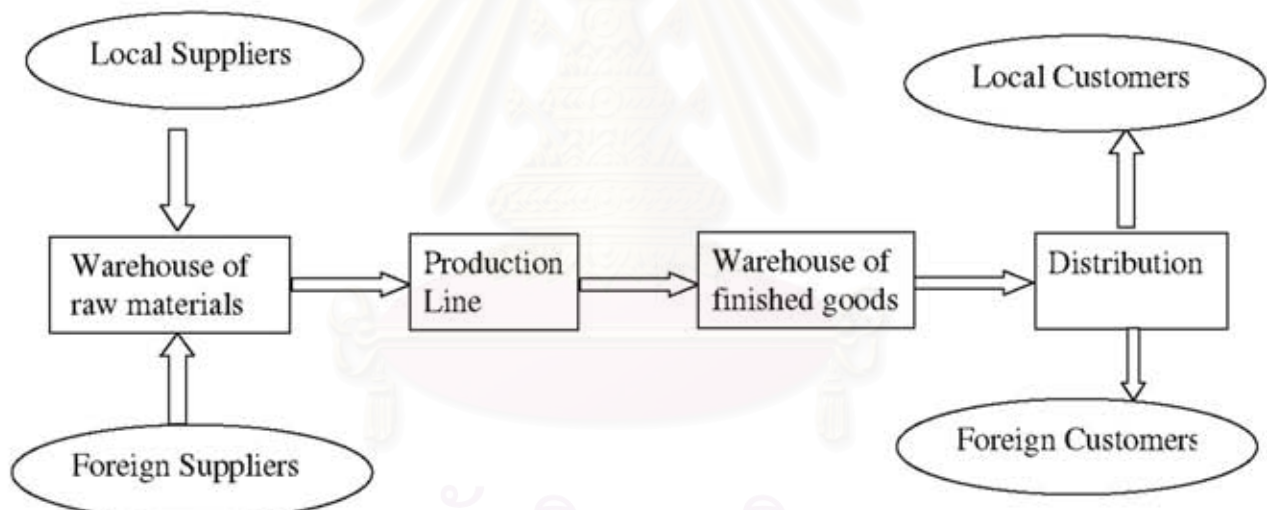 Local Suppliers
Local Customers
Warehouse of
raw materials
Production
Line
Warehouse of
finished goods
Distribution
Foreign Suppliers
Foreign Customers